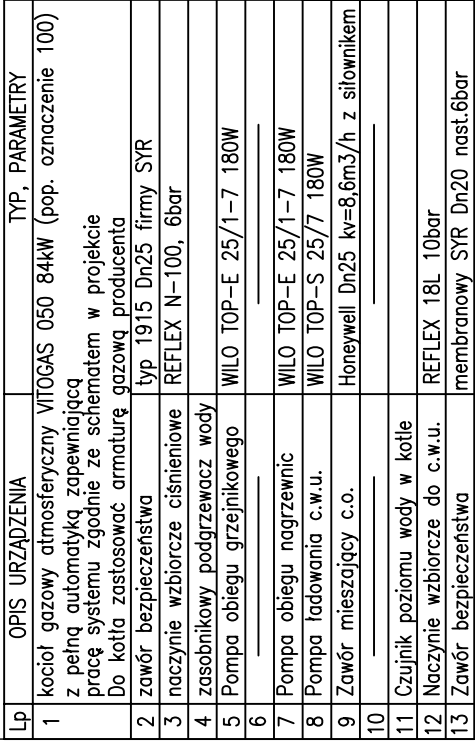 Lp OPIS URZĄDZENIA TYP, PARAMETRY
1 kocioł gazowy atmosferyczny VITOGAS 050 84kW (pop. oznaczenie 100)
z pełną automatyką zapewniającą
pracę systemu zgodnie ze schematem w projekcie
Do kotła zastosować armaturę gazową producenta
2 zawór bezpieczeństwa typ 1915 Dn25 firmy SYR
3 naczynie wzbiorcze ciśnieniowe REFLEX N-100, 6bar
4 zasobnikowy podgrzewacz wody
5 Pompa obiegu grzejnikowego WILO TOP-E 25/1-7 180W
6
7 Pompa obiegu nagrzewnic WILO TOP-E 25/1-7 180W
8 Pompa ładowania c.w.u. WILO TOP-S 25/7 180W
9 Zawór mieszający c.o. Honeywell Dn25 kv=8,6m3/h z siłownikiem
10
11 Czujnik poziomu wody w kotle
12 Naczynie wzbiorcze do c.w.u. REFLEX 18L 10bar
13 Zawór bezpieczeństwa membranowy SYR Dn20 nast.6bar